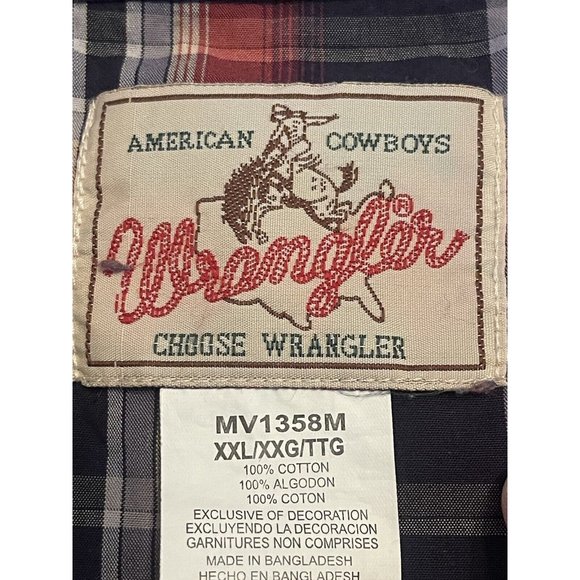 AMERICAN COWBOYS
Wrangler®
CHOOSE WRANGLER
MV1358M
XXL/XXG/TTG
100% COTTON
100% ALGODON
100% COTON
EXCLUSIVE OF DECORATION
EXCLUYENDO LA DECORACION
GARNITURES NON COMPRISES
MADE IN BANGLADESH
HECHO EN BANGLADESH